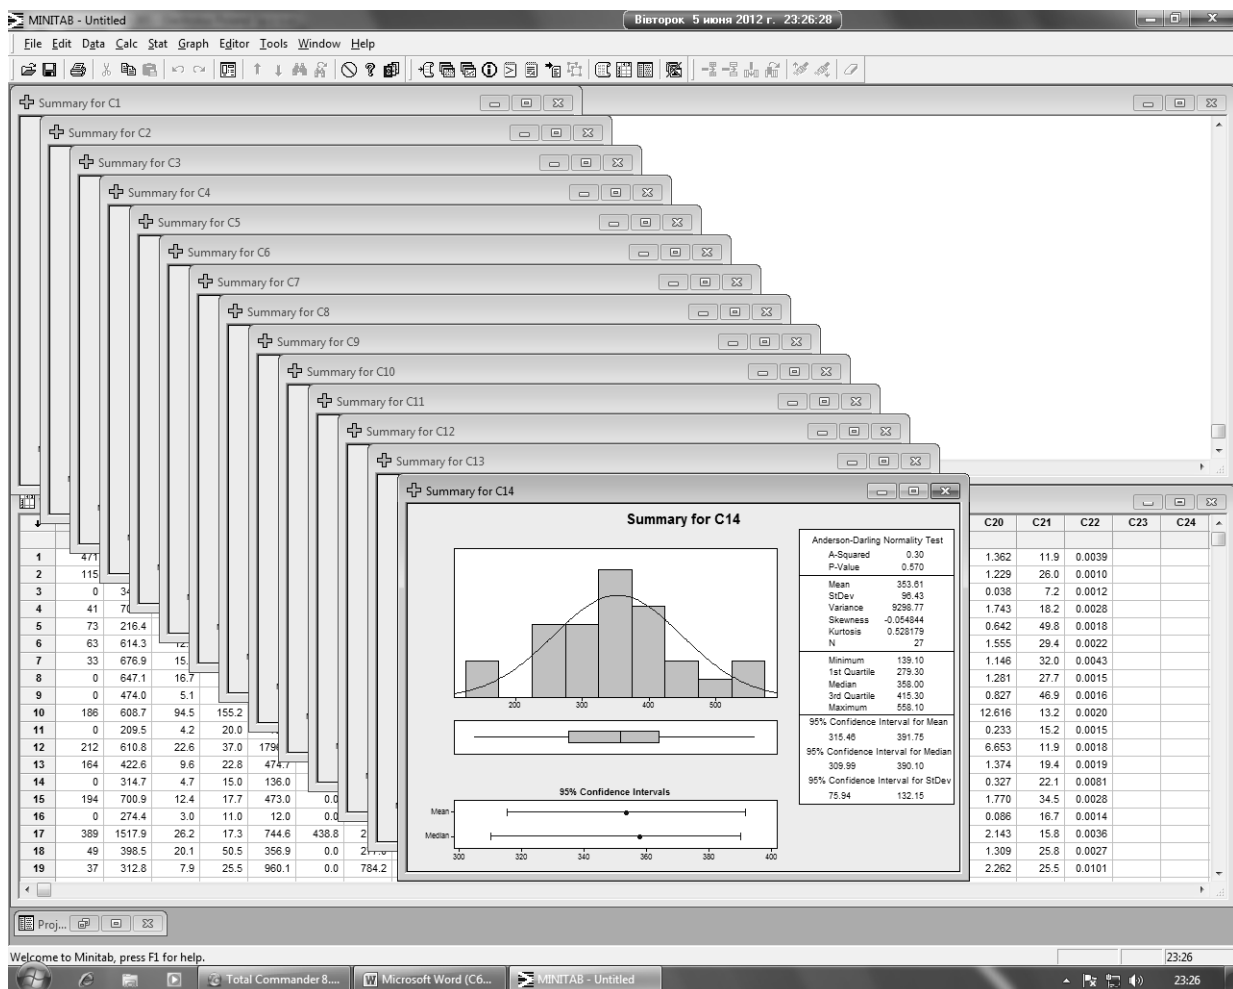 MINITAB - Untitled
Вівторок 5 июня 2012 г. 23:26:28
File Edit Data Calc Stat Graph Editor Tools Window Help
Summary for C1
Summary for C2
Summary for C3
Summary for C4
Summary for C5
Summary for C6
Summary for C7
Summary for C8
Summary for C9
Summary for C10
Summary for C11
Summary for C12
Summary for C13
Summary for C14
Summary for C14
Anderson-Darling Normality Test
A-Squared 0.30
P-Value 0.570
Mean 353.61
StDev 96.43
Variance 9298.77
Skewness -0.054844
Kurtosis 0.528179
N 27
Minimum 139.10
1st Quartile 279.30
Median 358.00
3rd Quartile 415.30
Maximum 558.10
95% Confidence Interval for Mean
315.46 391.75
95% Confidence Interval for Median
309.99 390.10
95% Confidence Interval for StDev
75.94 132.15
200 300 400 500
95% Confidence Intervals
Mean
Median
300 320 340 360 380 400
C20 C21 C22 C23 C24
1 471 1.362 11.9 0.0039
2 115 1.229 26.0 0.0010
3 0 0.038 7.2 0.0012
4 41 1.743 18.2 0.0028
5 73 216.4 0.642 49.8 0.0018
6 63 614.3 1.555 29.4 0.0022
7 33 676.9 15. 1.146 32.0 0.0043
8 0 647.1 16.7 1.281 27.7 0.0015
9 0 474.0 5.1 0.827 46.9 0.0016
10 186 608.7 94.5 155.2 12.616 13.2 0.0020
11 0 209.5 4.2 20.0 0.233 15.2 0.0015
12 212 610.8 22.6 37.0 1796 6.653 11.9 0.0018
13 164 422.6 9.6 22.8 474.7 1.374 19.4 0.0019
14 0 314.7 4.7 15.0 136.0 0.327 22.1 0.0081
15 194 700.9 12.4 17.7 473.0 0.0 1.770 34.5 0.0028
16 0 274.4 3.0 11.0 12.0 0.0 0.086 16.7 0.0014
17 389 1517.9 26.2 17.3 744.6 438.8 2 2.143 15.8 0.0036
18 49 398.5 20.1 50.5 356.9 0.0 1.309 25.8 0.0027
19 37 312.8 7.9 25.5 960.1 0.0 784.2 2.262 25.5 0.0101
Proj...
Welcome to Minitab, press F1 for help.
23:26
Total Commander 8....
Microsoft Word (C6...
MINITAB - Untitled
23:26